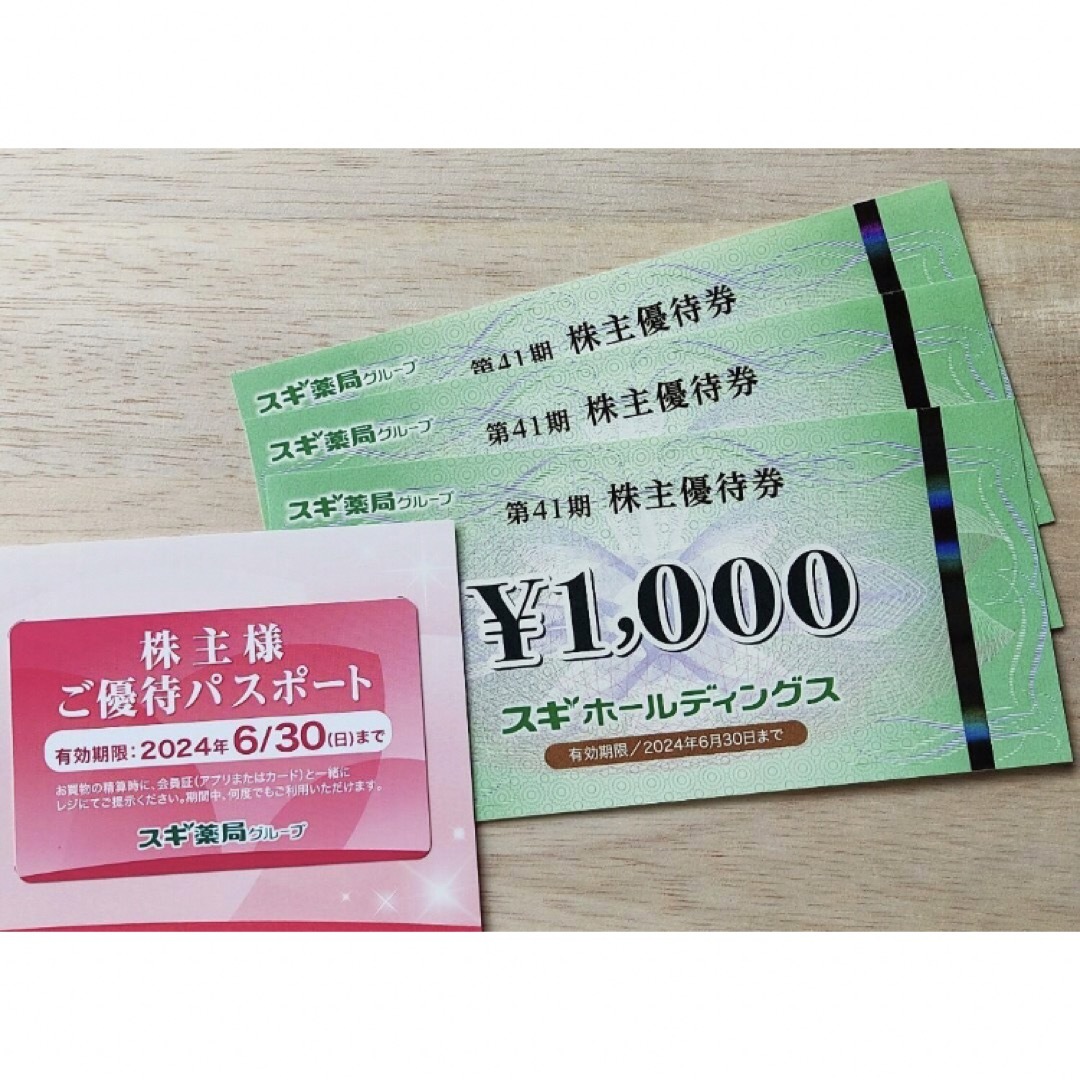 スギ薬局グループ 第41期 株主優待券
スギ薬局グループ 第41期 株主優待券
スギ薬局グループ 第41期 株主優待券
¥1,000
スギホールディングス
有効期限/2024年6月30日まで
株主様
ご優待パスポート
有効期限:2024年6/30(日)まで
お買物の精算時に、会員証(アプリまたはカード)と一緒に
レジにてご提示ください。期間中、何度でもご利用いただけます。
スギ薬局グループ